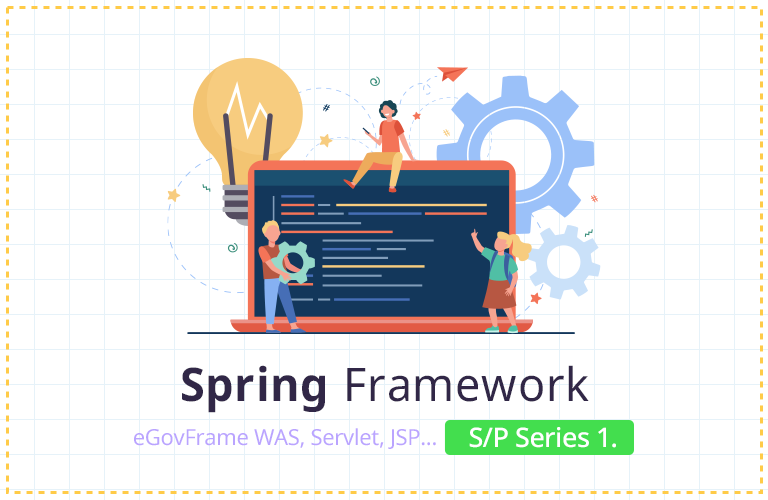 Spring Framework
eGovFrame WAS, Servlet, JSP... S/P Series 1.